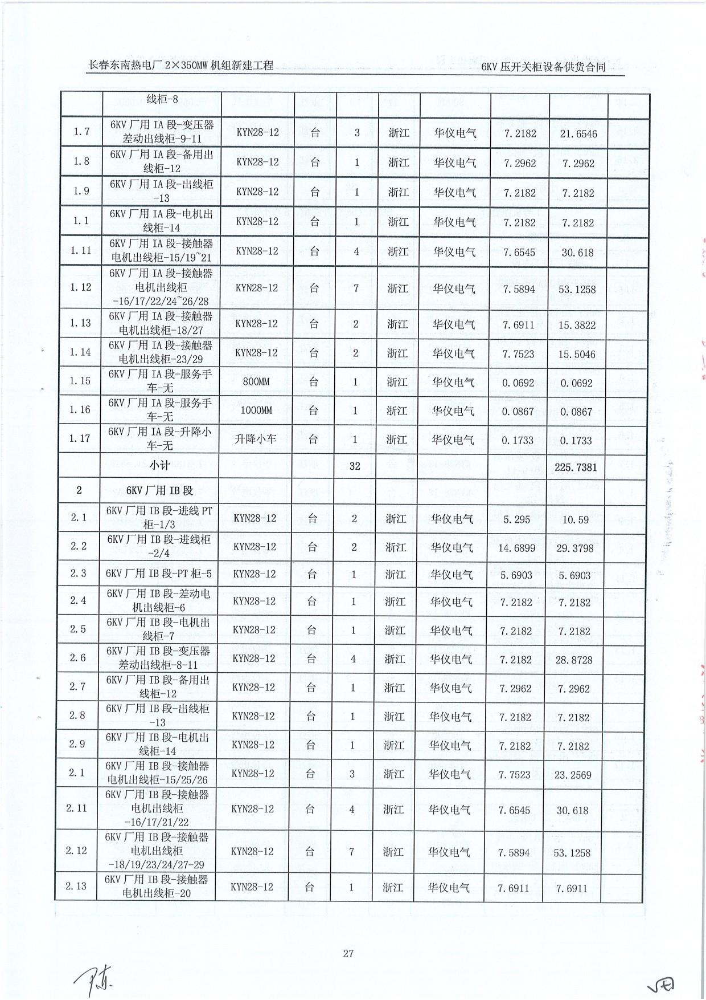 长春东南热电厂 2×350MW 机组新建工程 6KV 压开关柜设备供货合同
线柜-8
1.7 6KV 厂用 IA 段-变压器差动出线柜-9-11 KYN28-12 台 3 浙江 华仪电气 7.2182 21.6546
1.8 6KV 厂用 IA 段-备用出线柜-12 KYN28-12 台 1 浙江 华仪电气 7.2962 7.2962
1.9 6KV 厂用 IA 段-出线柜-13 KYN28-12 台 1 浙江 华仪电气 7.2182 7.2182
1.1 6KV 厂用 IA 段-电机出线柜-14 KYN28-12 台 1 浙江 华仪电气 7.2182 7.2182
1.11 6KV 厂用 IA 段-接触器电机出线柜-15/19~21 KYN28-12 台 4 浙江 华仪电气 7.6545 30.618
1.12 6KV 厂用 IA 段-接触器电机出线柜-16/17/22/24~26/28 KYN28-12 台 7 浙江 华仪电气 7.5894 53.1258
1.13 6KV 厂用 IA 段-接触器电机出线柜-18/27 KYN28-12 台 2 浙江 华仪电气 7.6911 15.3822
1.14 6KV 厂用 IA 段-接触器电机出线柜-23/29 KYN28-12 台 2 浙江 华仪电气 7.7523 15.5046
1.15 6KV 厂用 IA 段-服务手车-无 800MM 台 1 浙江 华仪电气 0.0692 0.0692
1.16 6KV 厂用 IA 段-服务手车-无 1000MM 台 1 浙江 华仪电气 0.0867 0.0867
1.17 6KV 厂用 IA 段-升降小车-无 升降小车 台 1 浙江 华仪电气 0.1733 0.1733
小计 32 225.7381
2 6KV 厂用 IB 段
2.1 6KV 厂用 IB 段-进线 PT 柜-1/3 KYN28-12 台 2 浙江 华仪电气 5.295 10.59
2.2 6KV 厂用 IB 段-进线柜-2/4 KYN28-12 台 2 浙江 华仪电气 14.6899 29.3798
2.3 6KV 厂用 IB 段-PT 柜-5 KYN28-12 台 1 浙江 华仪电气 5.6903 5.6903
2.4 6KV 厂用 IB 段-差动电机出线柜-6 KYN28-12 台 1 浙江 华仪电气 7.2182 7.2182
2.5 6KV 厂用 IB 段-电机出线柜-7 KYN28-12 台 1 浙江 华仪电气 7.2182 7.2182
2.6 6KV 厂用 IB 段-变压器差动出线柜-8-11 KYN28-12 台 4 浙江 华仪电气 7.2182 28.8728
2.7 6KV 厂用 IB 段-备用出线柜-12 KYN28-12 台 1 浙江 华仪电气 7.2962 7.2962
2.8 6KV 厂用 IB 段-出线柜-13 KYN28-12 台 1 浙江 华仪电气 7.2182 7.2182
2.9 6KV 厂用 IB 段-电机出线柜-14 KYN28-12 台 1 浙江 华仪电气 7.2182 7.2182
2.1 6KV 厂用 IB 段-接触器电机出线柜-15/25/26 KYN28-12 台 3 浙江 华仪电气 7.7523 23.2569
2.11 6KV 厂用 IB 段-接触器电机出线柜-16/17/21/22 KYN28-12 台 4 浙江 华仪电气 7.6545 30.618
2.12 6KV 厂用 IB 段-接触器电机出线柜-18/19/23/24/27-29 KYN28-12 台 7 浙江 华仪电气 7.5894 53.1258
2.13 6KV 厂用 IB 段-接触器电机出线柜-20 KYN28-12 台 1 浙江 华仪电气 7.6911 7.6911
27